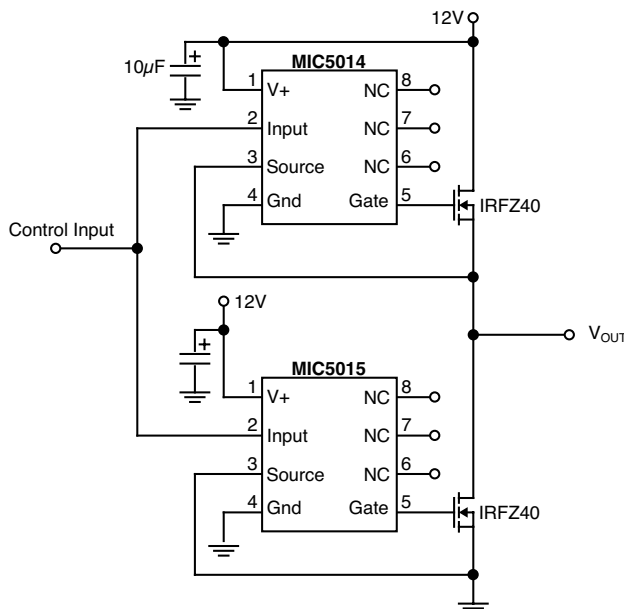 12V
10µF
+
MIC5014
1 V+ NC 8
2 Input NC 7
3 Source NC 6
4 Gnd Gate 5
IRFZ40
Control Input
12V
+
VOUT
MIC5015
1 V+ NC 8
2 Input NC 7
3 Source NC 6
4 Gnd Gate 5
IRFZ40